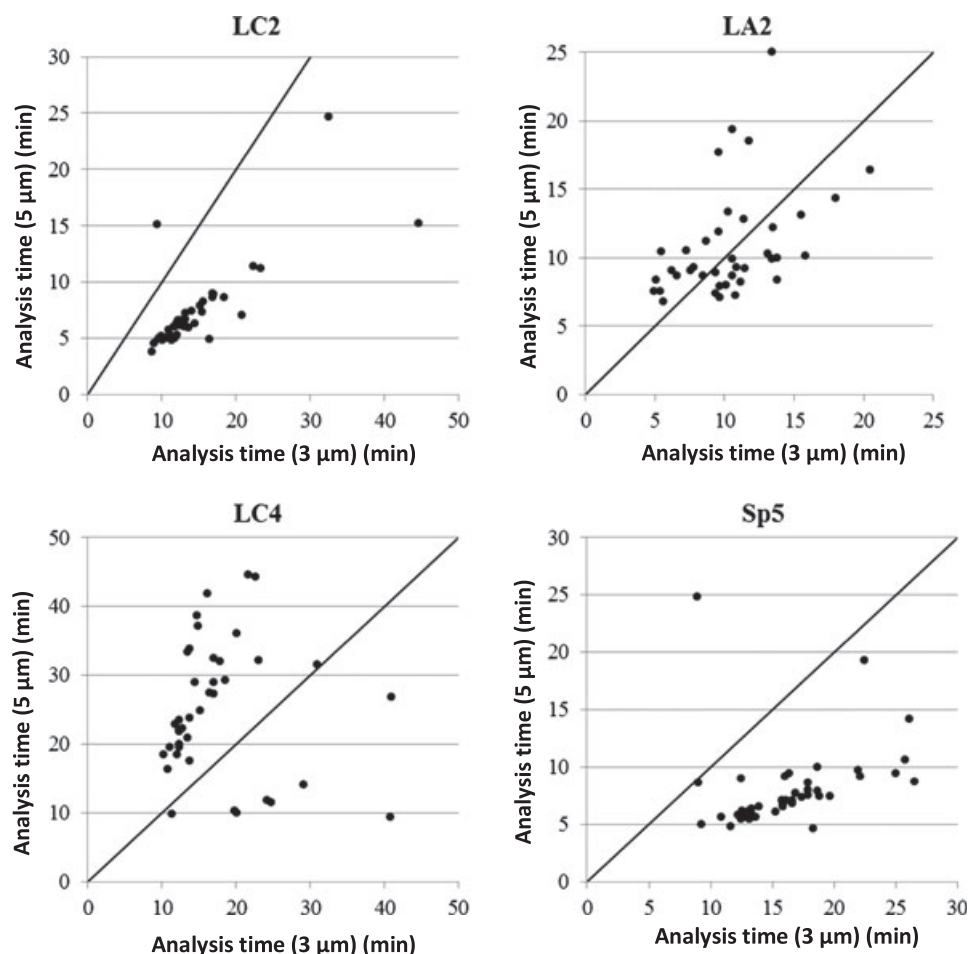 LC2
30
25
20
15
10
5
0
0 10 20 30 40 50
Analysis time (5 µm) (min)
Analysis time (3 µm) (min)
LA2
25
20
15
10
5
0
0 5 10 15 20 25
Analysis time (5 µm) (min)
Analysis time (3 µm) (min)
LC4
50
40
30
20
10
0
0 10 20 30 40 50
Analysis time (5 µm) (min)
Analysis time (3 µm) (min)
Sp5
30
25
20
15
10
5
0
0 5 10 15 20 25 30
Analysis time (5 µm) (min)
Analysis time (3 µm) (min)